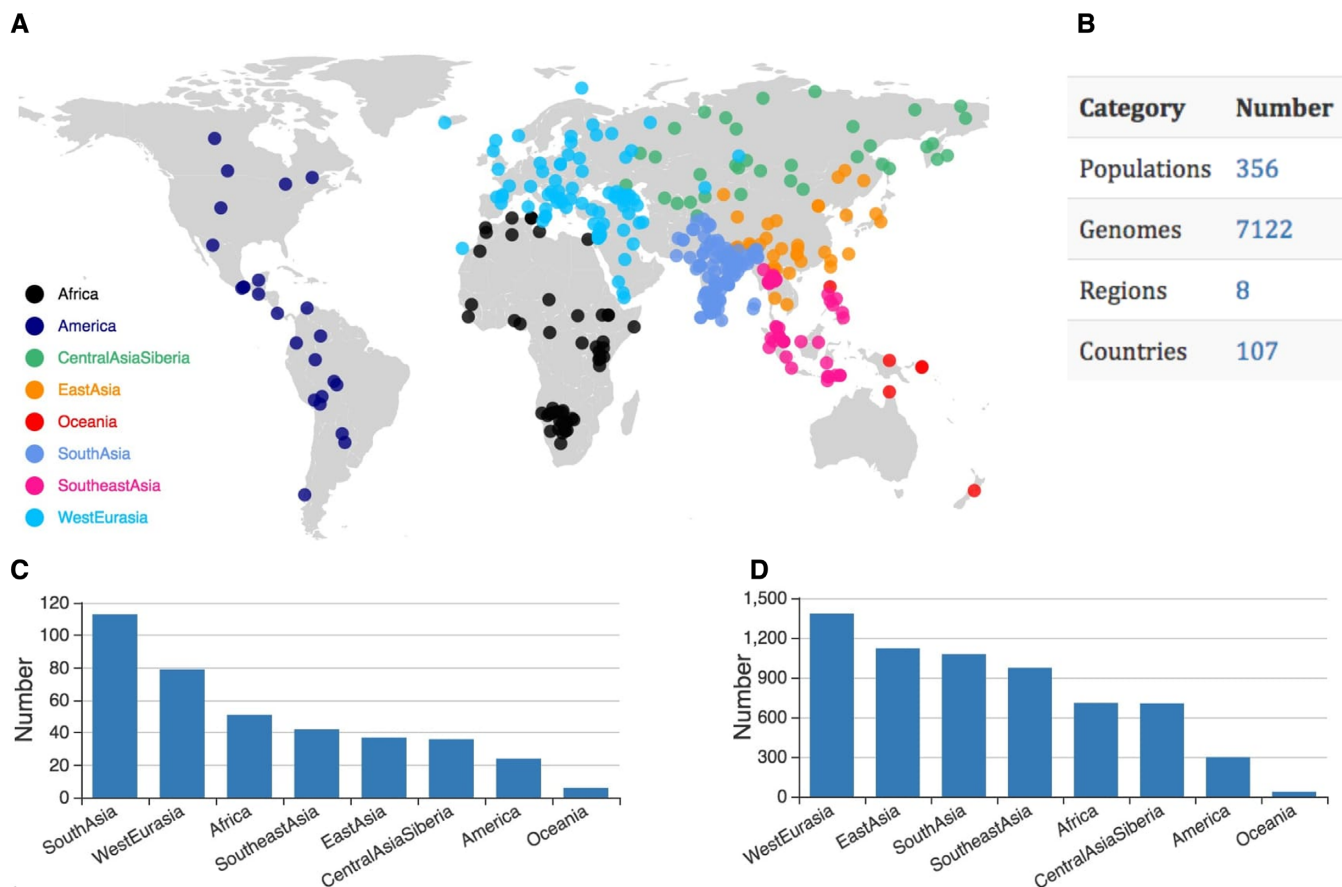 A
B
Africa
America
CentralAsiaSiberia
EastAsia
Oceania
SouthAsia
SoutheastAsia
WestEurasia
Category Number
Populations 356
Genomes 7122
Regions 8
Countries 107
C
Number
120
100
80
60
40
20
0
SouthAsia
WestEurasia
Africa
SoutheastAsia
EastAsia
CentralAsiaSiberia
America
Oceania
D
Number
1,500
1,200
900
600
300
0
WestEurasia
EastAsia
SouthAsia
SoutheastAsia
Africa
CentralAsiaSiberia
America
Oceania